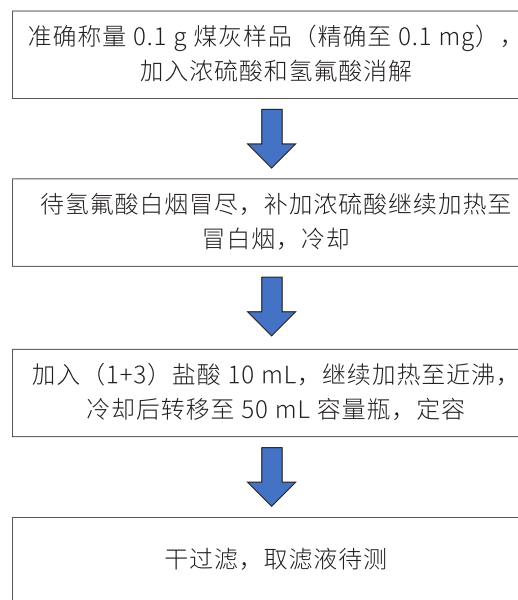 准确称量 0.1 g 煤灰样品（精确至 0.1 mg），
加入浓硫酸和氢氟酸消解
待氢氟酸白烟冒尽，补加浓硫酸继续加热至
冒白烟，冷却
加入（1+3）盐酸 10 mL，继续加热至近沸，
冷却后转移至 50 mL 容量瓶，定容
干过滤，取滤液待测